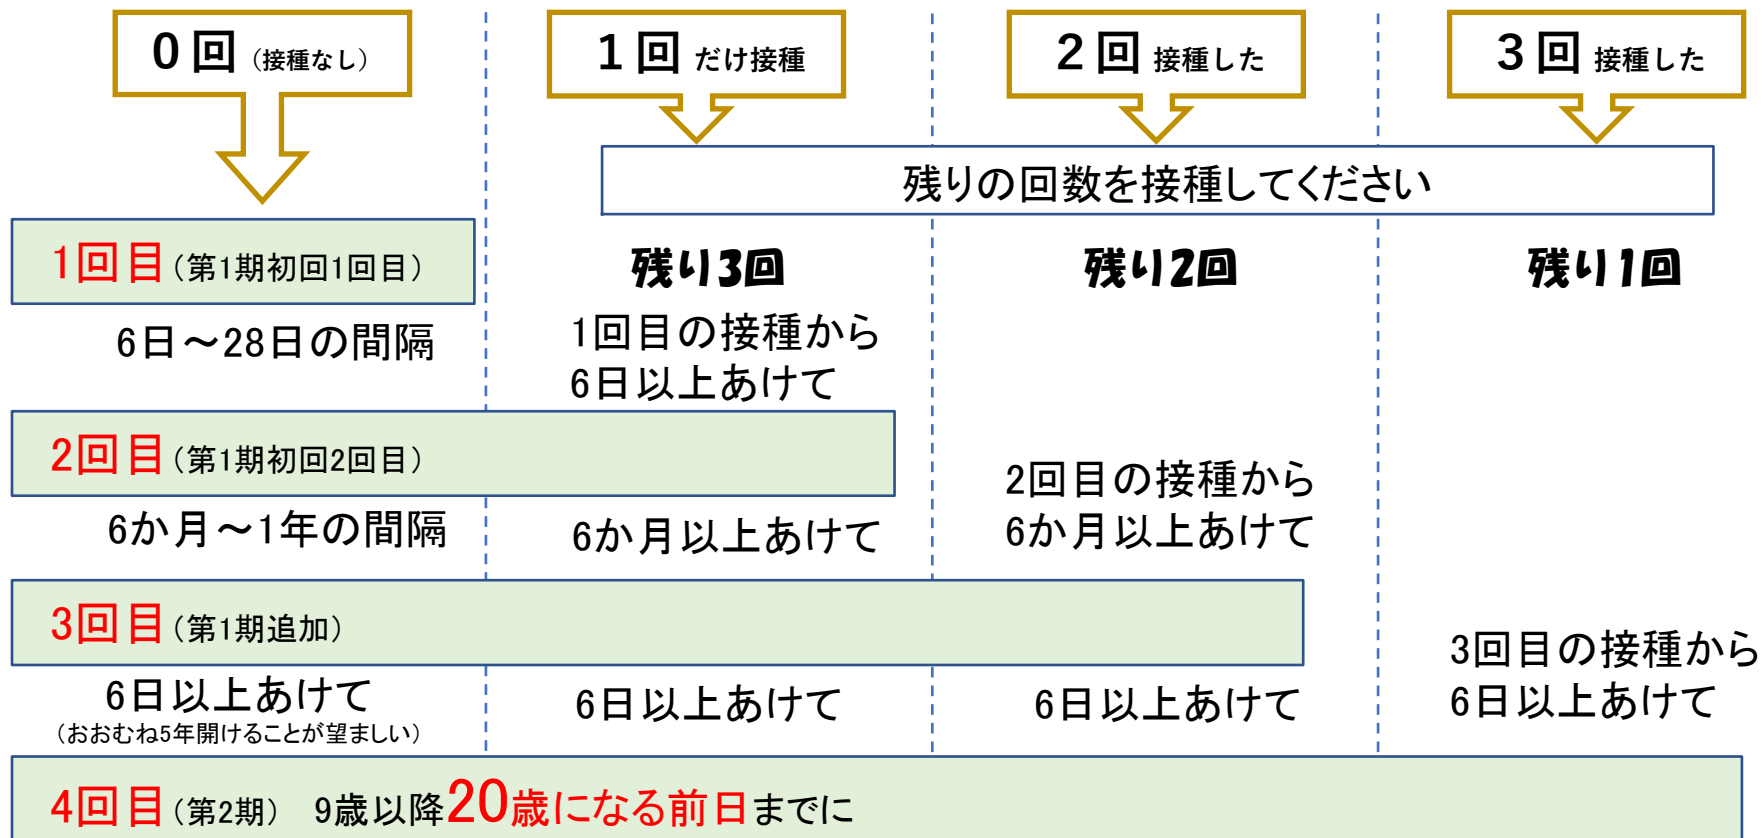 0回 (接種なし)
1回 だけ接種
2回 接種した
3回 接種した
残りの回数を接種してください
1回目(第1期初回1回目)
残り3回
残り2回
残り1回
6日～28日の間隔
1回目の接種から
6日以上あけて
2回目(第1期初回2回目)
2回目の接種から
6か月以上あけて
6か月～1年の間隔
6か月以上あけて
3回目(第1期追加)
3回目の接種から
6日以上あけて
6日以上あけて
(おおむね5年開けることが望ましい)
6日以上あけて
6日以上あけて
4回目(第2期) 9歳以降20歳になる前日までに